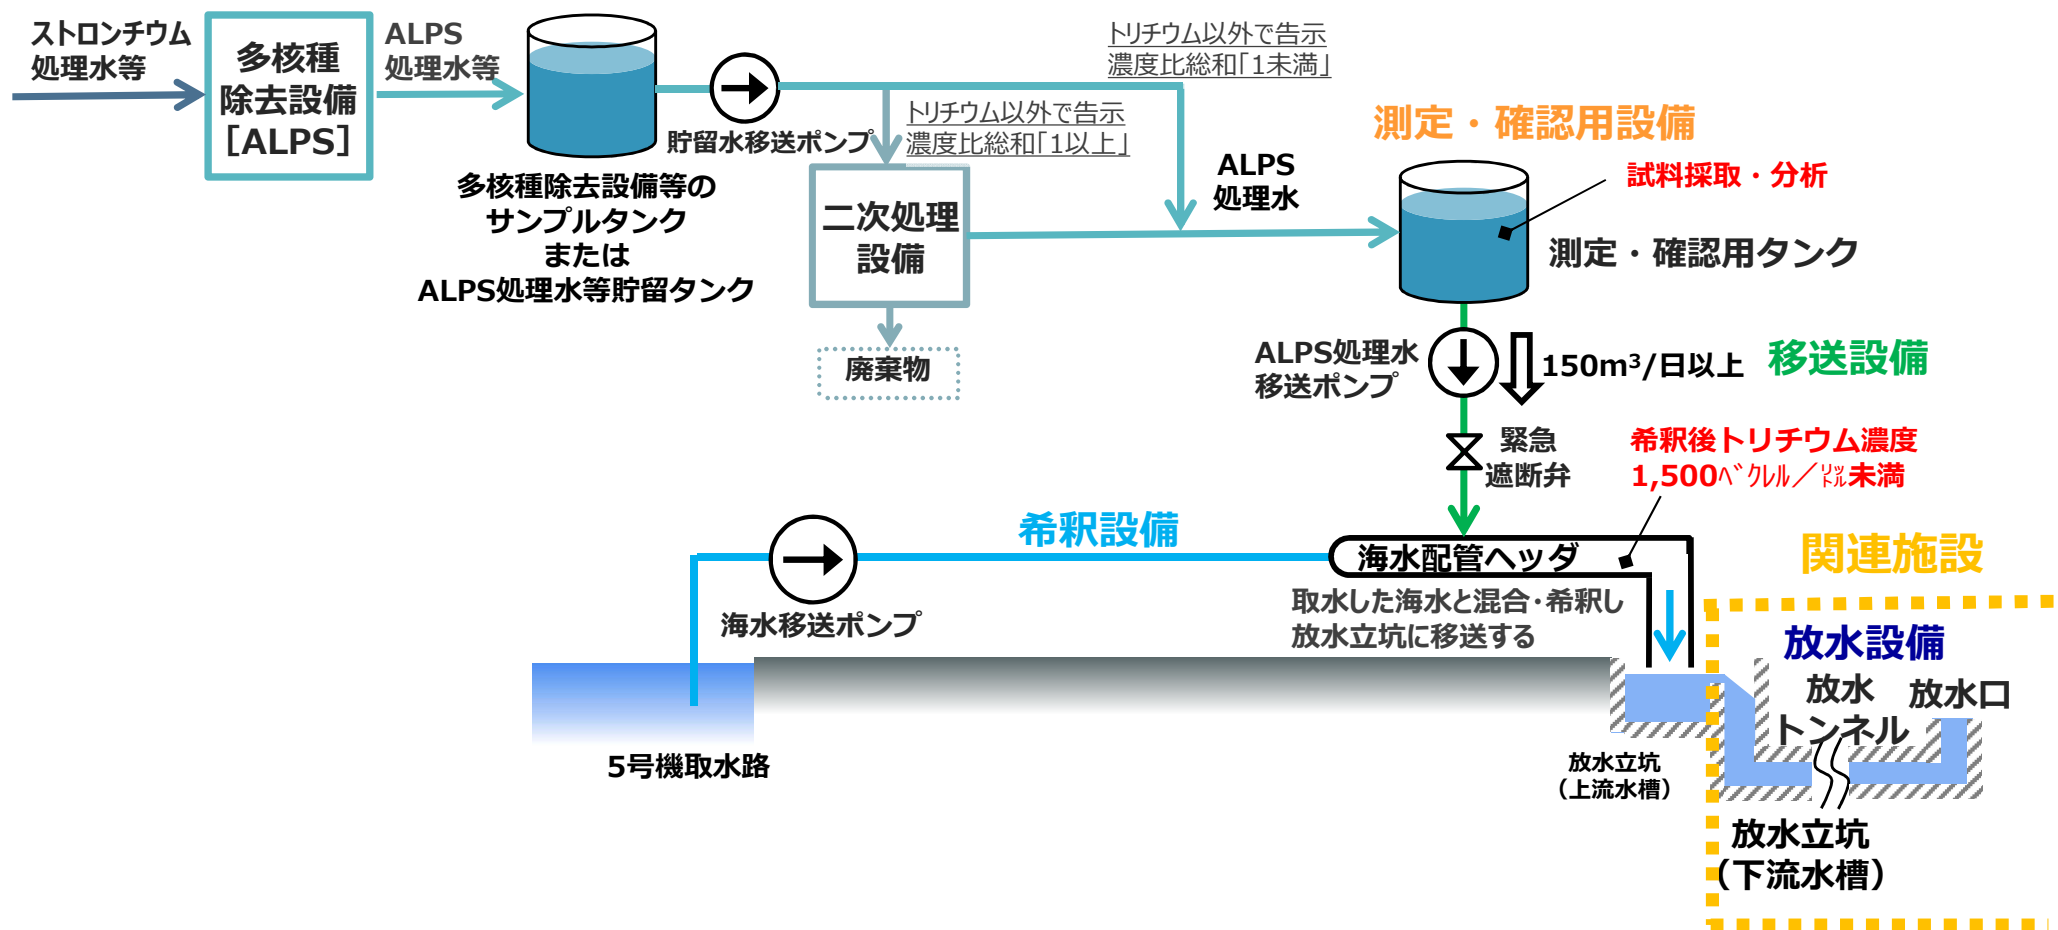 ストロンチウム
処理水等
多核種
除去設備
［ALPS］
ALPS
処理水等
貯留水移送ポンプ
多核種除去設備等の
サンプルタンク
または
ALPS処理水等貯留タンク
トリチウム以外で告示
濃度比総和「1以上」
トリチウム以外で告示
濃度比総和「1未満」
二次処理
設備
廃棄物
ALPS
処理水
測定・確認用設備
試料採取・分析
測定・確認用タンク
ALPS処理水
移送ポンプ
150m³/日以上
移送設備
緊急
遮断弁
希釈後トリチウム濃度
1,500ﾍﾞｸﾚﾙ／㍑未満
希釈設備
海水移送ポンプ
海水配管ヘッダ
取水した海水と混合・希釈し
放水立坑に移送する
関連施設
放水設備
放水
トンネル
放水口
5号機取水路
放水立坑
（上流水槽）
放水立坑
（下流水槽）